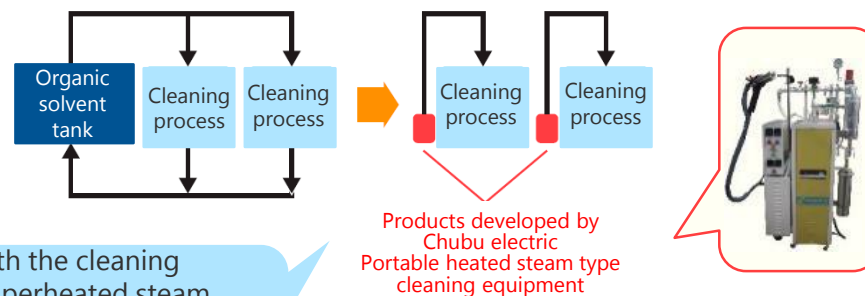 Organic
solvent
tank
Cleaning
process
Cleaning
process
Cleaning
process
Cleaning
process
Products developed by
Chubu electric
Portable heated steam type
cleaning equipment
the cleaning
steam